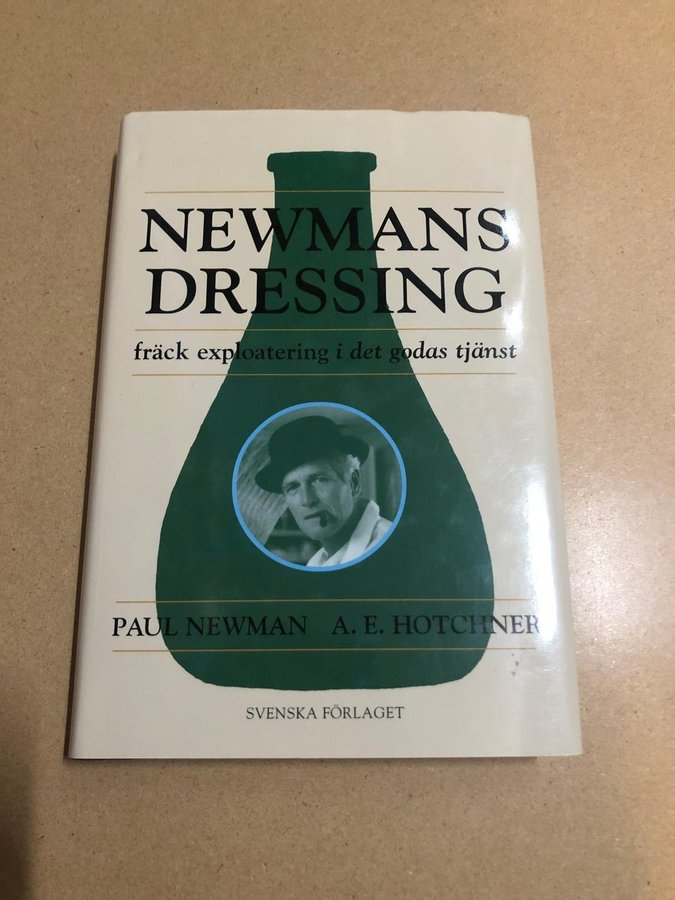 NEWMANS
DRESSING
fräck exploatering i det godas tjänst
PAUL NEWMAN A. E. HOTCHNER
SVENSKA FÖRLAGET